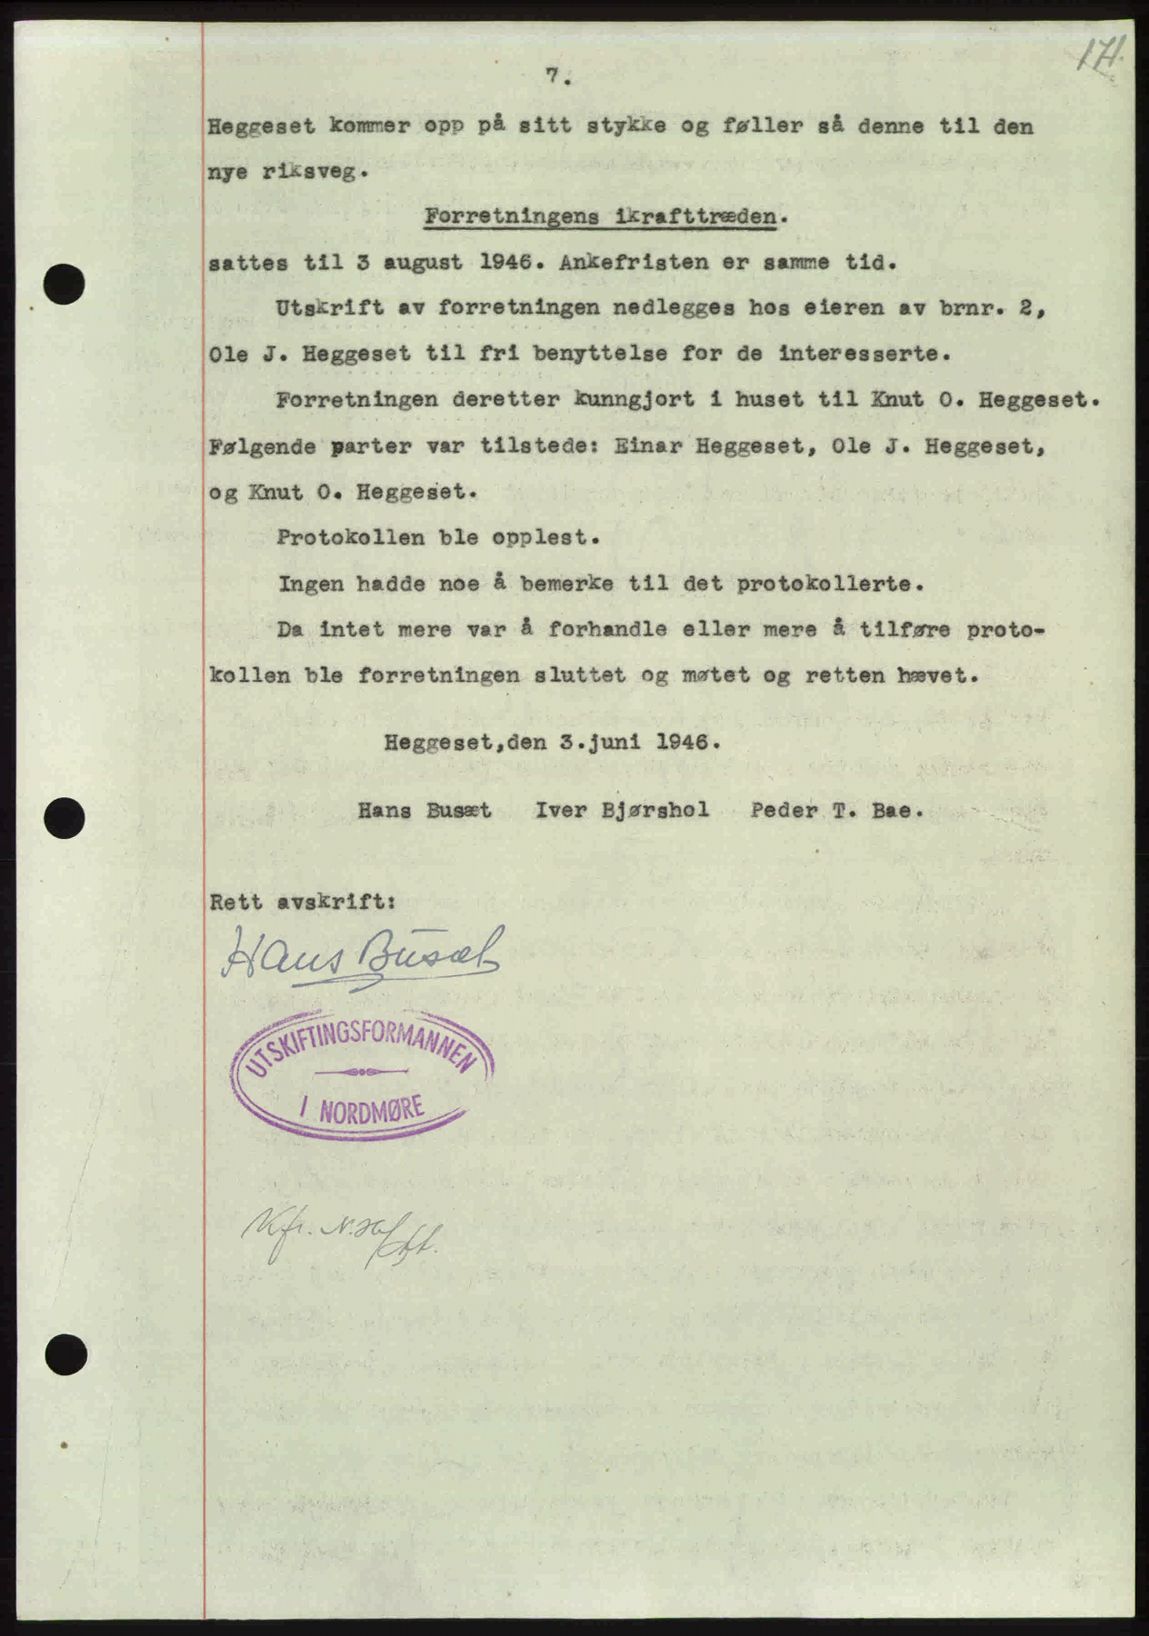 171.
7.
Heggeset kommer opp på sitt stykke og føller så denne til den
nye riksveg.
Forretningens ikrafttræden.
sattes til 3 august 1946. Ankefristen er samme tid.
Utskrift av forretningen nedlegges hos eieren av brnr. 2,
Ole J. Heggeset til fri benyttelse for de interesserte.
Forretningen deretter kunngjort i huset til Knut O. Heggeset.
Følgende parter var tilstede: Einar Heggeset, Ole J. Heggeset,
og Knut O. Heggeset.
Protokollen ble opplest.
Ingen hadde noe å bemerke til det protokollerte.
Da intet mere var å forhandle eller mere å tilføre proto-
kollen ble forretningen sluttet og møtet og retten hævet.
Heggeset,den 3.juni 1946.
Hans Busæt Iver Bjørshol Peder T. Bae.
Rett avskrift:
Hans Busæt
UTSKIFTINGSFORMANNEN
I NORDMØRE
Kfr.